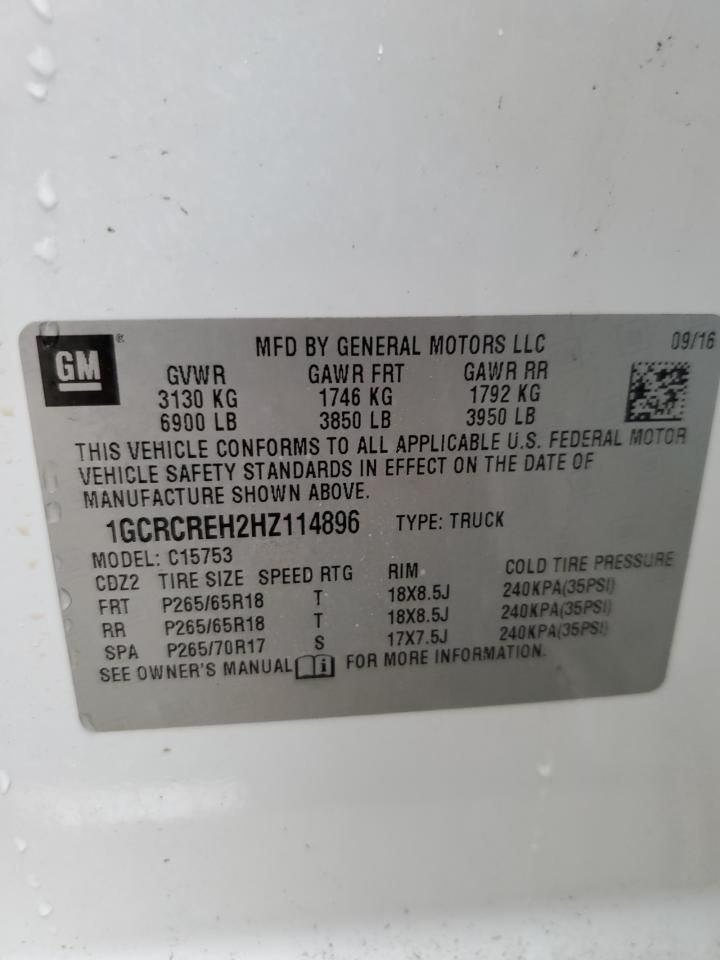 GM® MFD BY GENERAL MOTORS LLC 09/16
GVWR GAWR FRT GAWR RR
3130 KG 1746 KG 1792 KG
6900 LB 3850 LB 3950 LB
THIS VEHICLE CONFORMS TO ALL APPLICABLE U.S. FEDERAL MOTOR
VEHICLE SAFETY STANDARDS IN EFFECT ON THE DATE OF
MANUFACTURE SHOWN ABOVE.
1GCRCREH2HZ114896 TYPE: TRUCK
MODEL: C15753
CDZ2 TIRE SIZE SPEED RTG RIM COLD TIRE PRESSURE
FRT P265/65R18 T 18X8.5J 240KPA(35PSI)
RR P265/65R18 T 18X8.5J 240KPA(35PSI)
SPA P265/70R17 S 17X7.5J 240KPA(35PSI)
SEE OWNER'S MANUAL i FOR MORE INFORMATION.